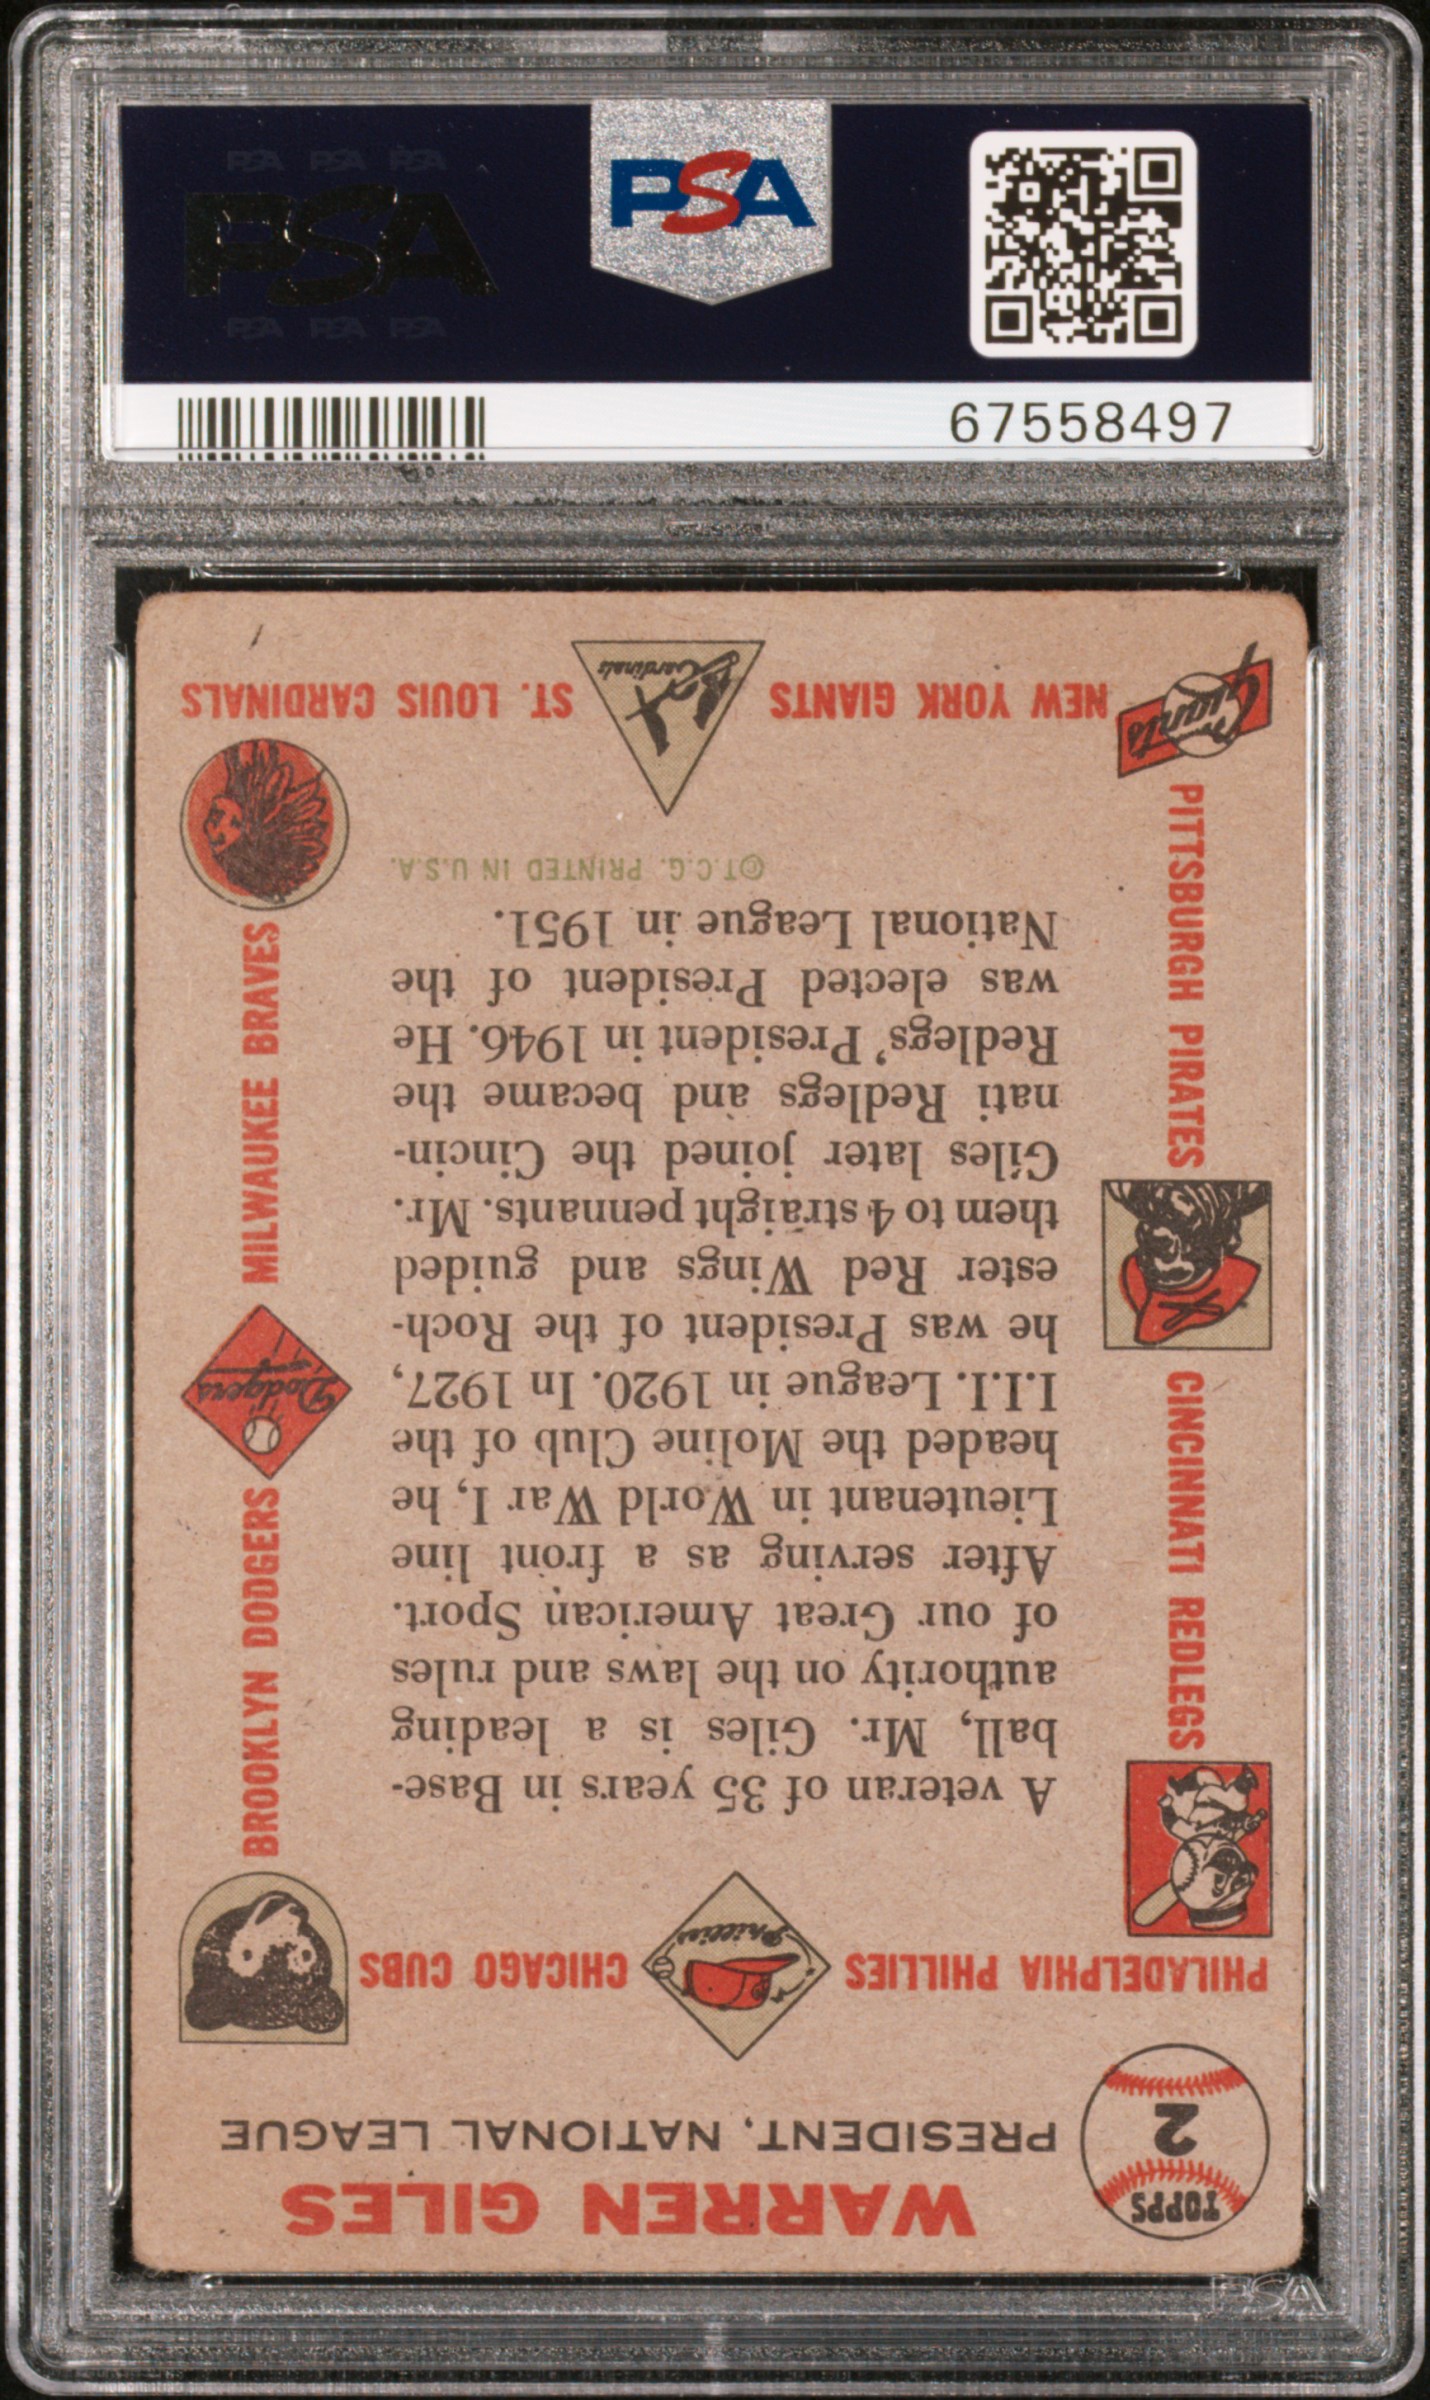 PSA PSA PSA
PSA
PSA PSA PSA
PSA
67558497
TOPPS
2
WARREN GILES
PRESIDENT, NATIONAL LEAGUE
PHILADELPHIA PHILLIES
Phillies
CHICAGO CUBS
CINCINNATI REDLEGS
PITTSBURGH PIRATES
BROOKLYN DODGERS
Dodgers
MILWAUKEE BRAVES
A veteran of 35 years in Base-
ball, Mr. Giles is a leading
authority on the laws and rules
of our Great American Sport.
After serving as a front line
Lieutenant in World War I, he
headed the Moline Club of the
I.I.I. League in 1920. In 1927,
he was President of the Roch-
ester Red Wings and guided
them to 4 straight pennants. Mr.
Giles later joined the Cincin-
nati Redlegs and became the
Redlegs' President in 1946. He
was elected President of the
National League in 1951.
©T.C.G. PRINTED IN U.S.A.
Giants
NEW YORK GIANTS
St. L Cardinals
ST. LOUIS CARDINALS
PSA